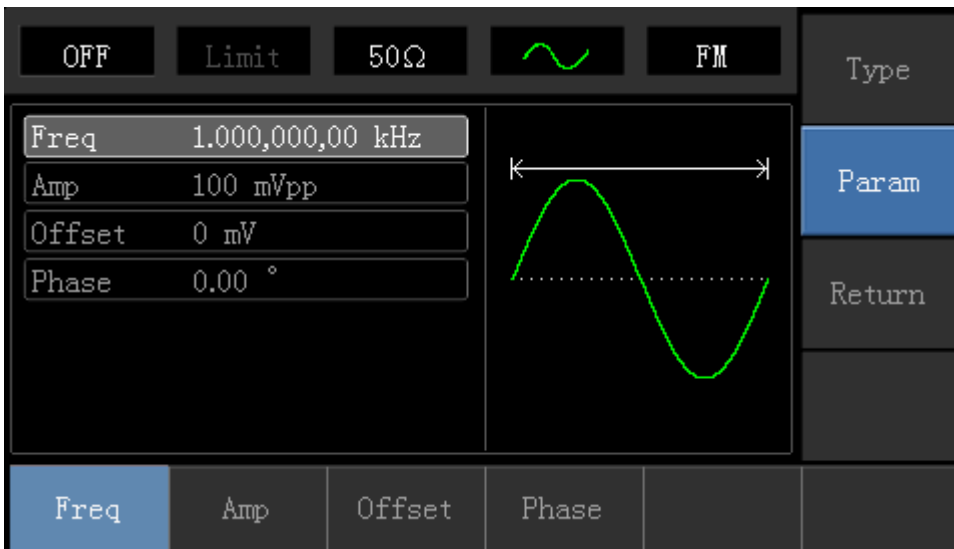 OFF Limit 50Ω FM
Type
Freq 1.000,000,00 kHz
Amp 100 mVpp
Param
Offset 0 mV
Phase 0.00 °
Return
Freq Amp Offset Phase